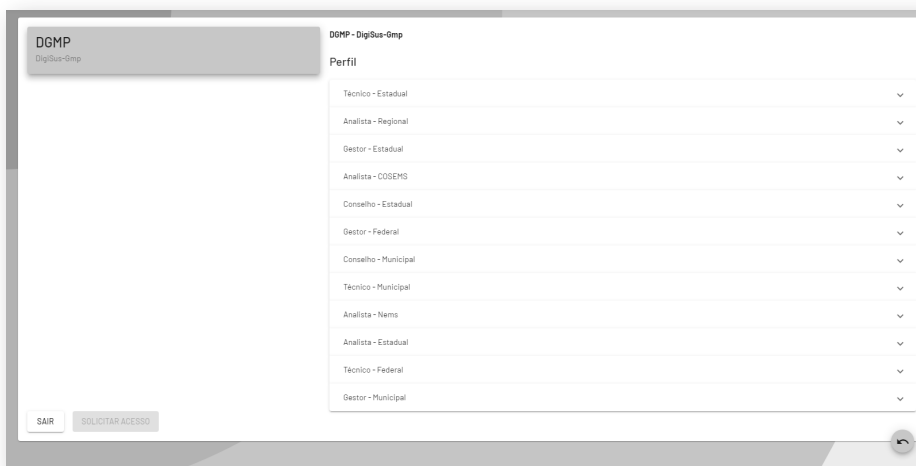 DGMP
DigiSus-Gmp
DGMP - DigiSus-Gmp
Perfil
Técnico - Estadual
Analista - Regional
Gestor - Estadual
Analista - COSEMS
Conselho - Estadual
Gestor - Federal
Conselho - Municipal
Técnico - Municipal
Analista - Nems
Analista - Estadual
Técnico - Federal
Gestor - Municipal
SAIR
SOLICITAR ACESSO